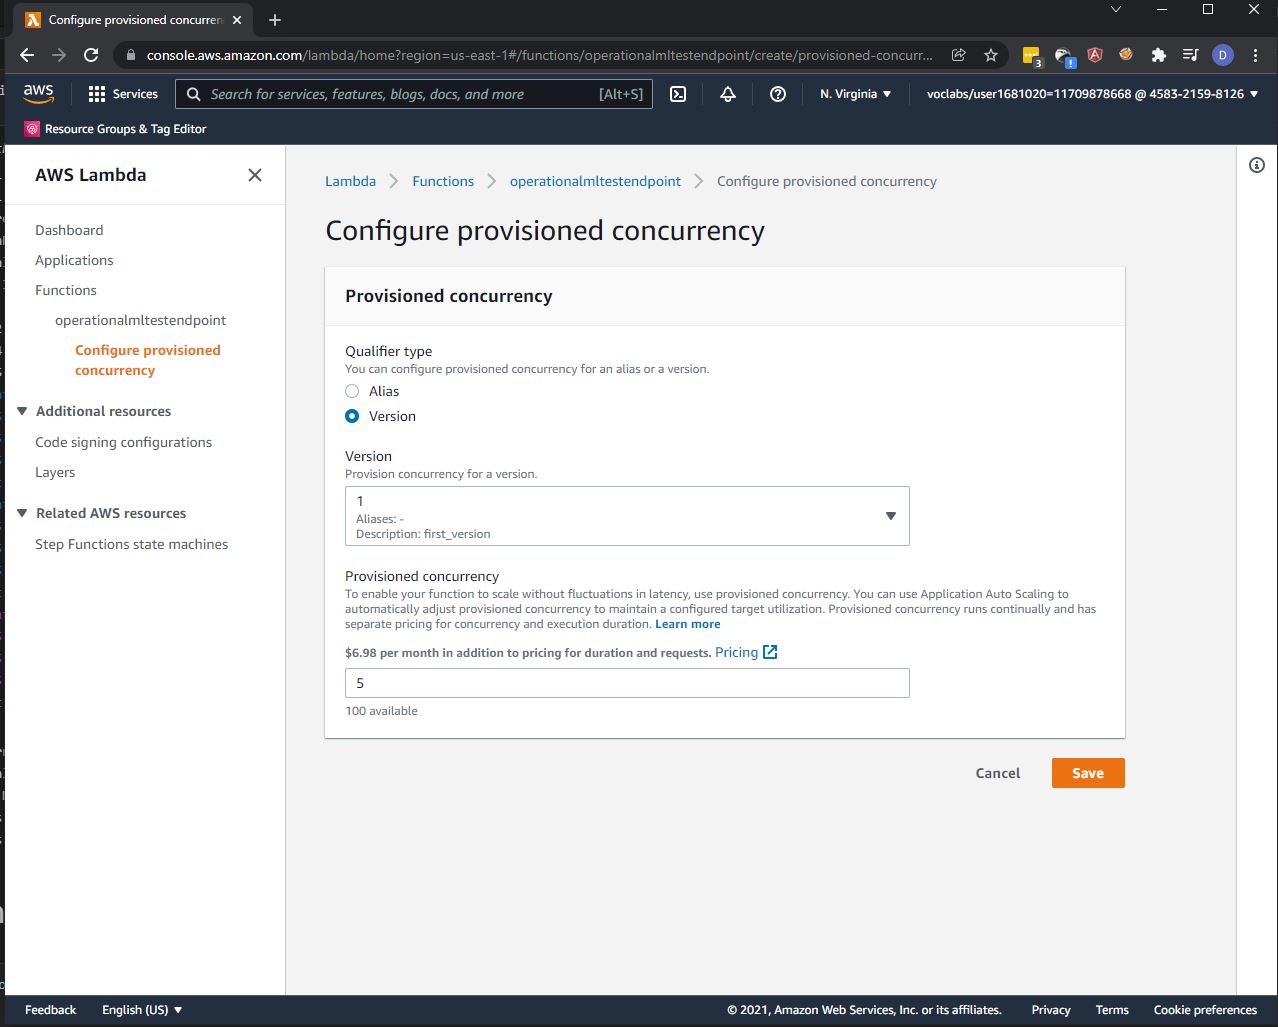 Configure provisioned concurren
console.aws.amazon.com/lambda/home?region=us-east-1#/functions/operationalmltestendpoint/create/provisioned-concurr...
3
!
D
aws
Services
Search for services, features, blogs, docs, and more
[Alt+S]
N. Virginia
voclabs/user1681020=11709878668 @ 4583-2159-8126
Resource Groups & Tag Editor
AWS Lambda
Dashboard
Applications
Functions
operationalmltestendpoint
Configure provisioned
concurrency
Additional resources
Code signing configurations
Layers
Related AWS resources
Step Functions state machines
Lambda
Functions
operationalmltestendpoint
Configure provisioned concurrency
Configure provisioned concurrency
Provisioned concurrency
Qualifier type
You can configure provisioned concurrency for an alias or a version.
Alias
Version
Version
Provision concurrency for a version.
1
Aliases: -
Description: first_version
Provisioned concurrency
To enable your function to scale without fluctuations in latency, use provisioned concurrency. You can use Application Auto Scaling to
automatically adjust provisioned concurrency to maintain a configured target utilization. Provisioned concurrency runs continually and has
separate pricing for concurrency and execution duration. Learn more
$6.98 per month in addition to pricing for duration and requests. Pricing
5
100 available
Cancel
Save
Feedback
English (US)
© 2021, Amazon Web Services, Inc. or its affiliates.
Privacy
Terms
Cookie preferences